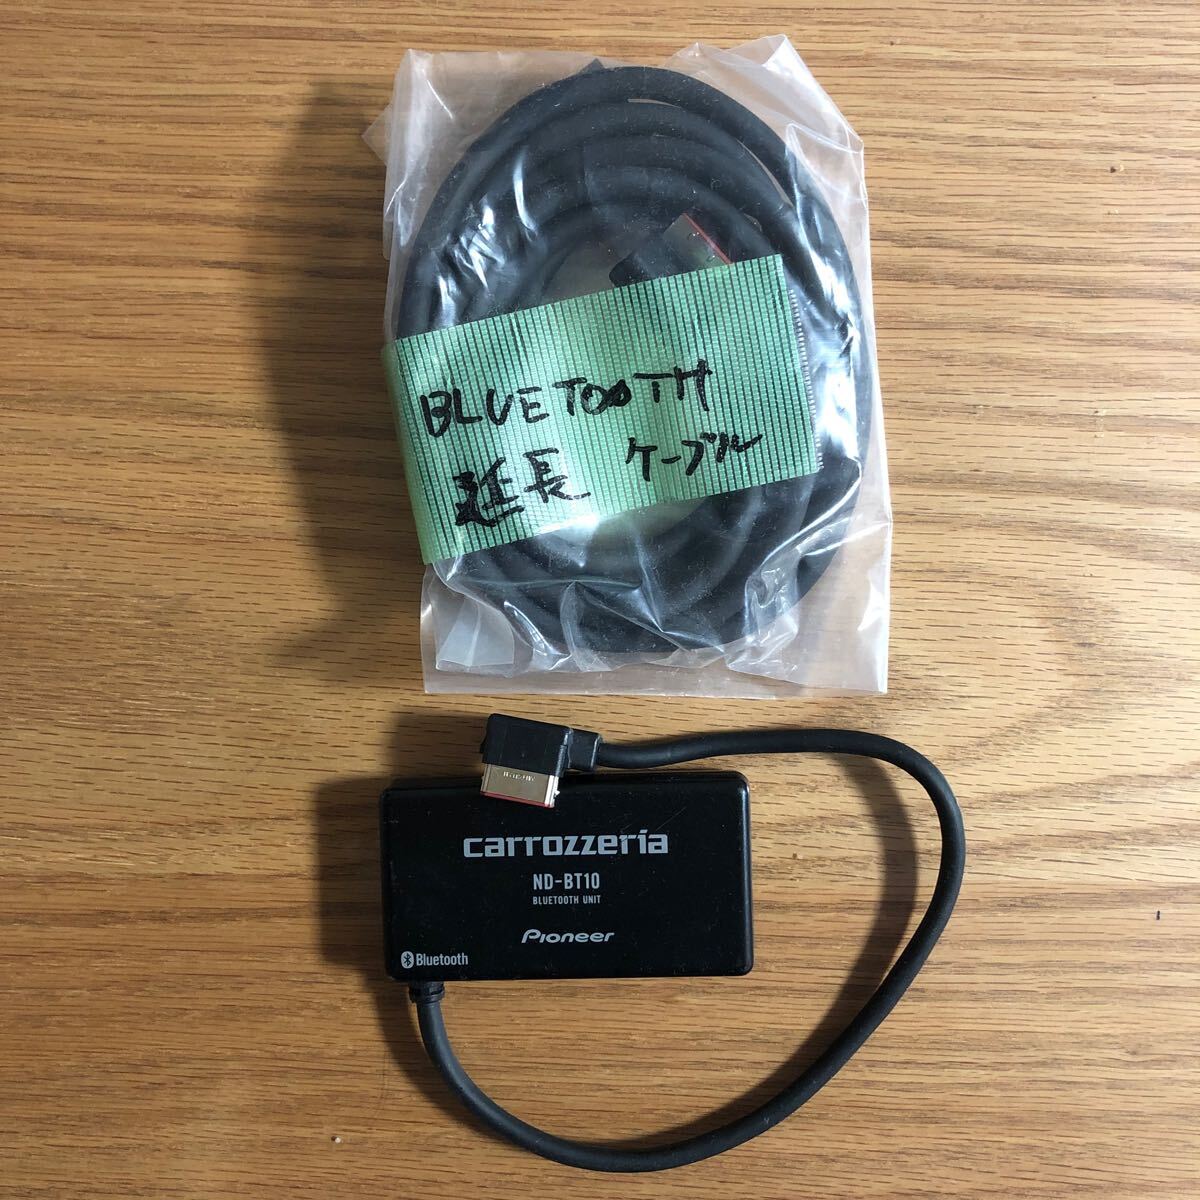 BLUETOOTH
延長 ケーブル
carrozzeria
ND-BT10
BLUETOOTH UNIT
Pioneer
Bluetooth